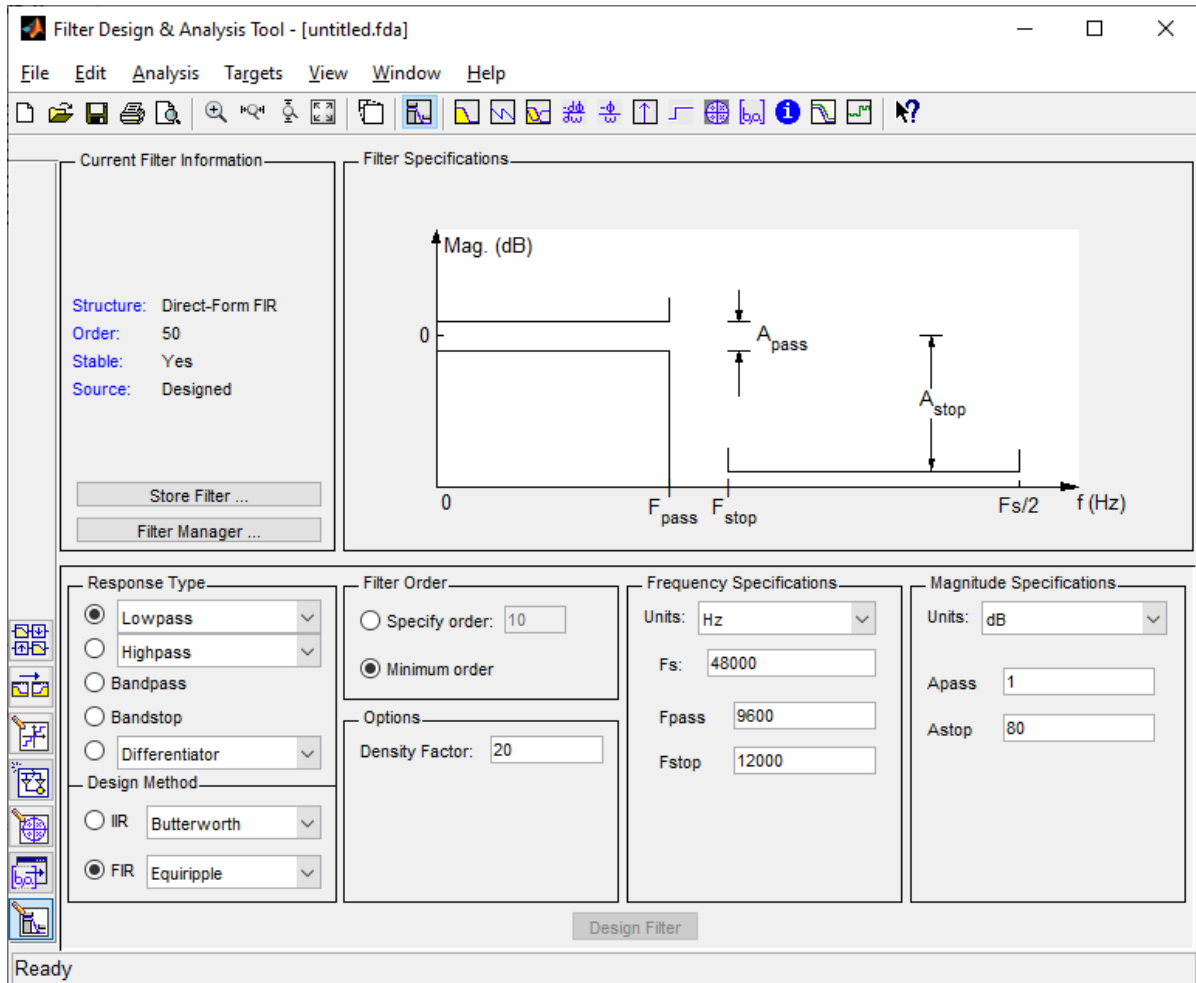 Filter Design & Analysis Tool - [untitled.fda]
File Edit Analysis Targets View Window Help
Current Filter Information
Structure: Direct-Form FIR
Order: 50
Stable: Yes
Source: Designed
Store Filter ...
Filter Manager ...
Filter Specifications
Mag. (dB)
0
Apass
Astop
0
Fpass
Fstop
Fs/2
f (Hz)
Response Type
Lowpass
Highpass
Bandpass
Bandstop
Differentiator
Design Method
IIR Butterworth
FIR Equiripple
Filter Order
Specify order: 10
Minimum order
Options
Density Factor: 20
Frequency Specifications
Units: Hz
Fs: 48000
Fpass 9600
Fstop 12000
Magnitude Specifications
Units: dB
Apass 1
Astop 80
Design Filter
Ready